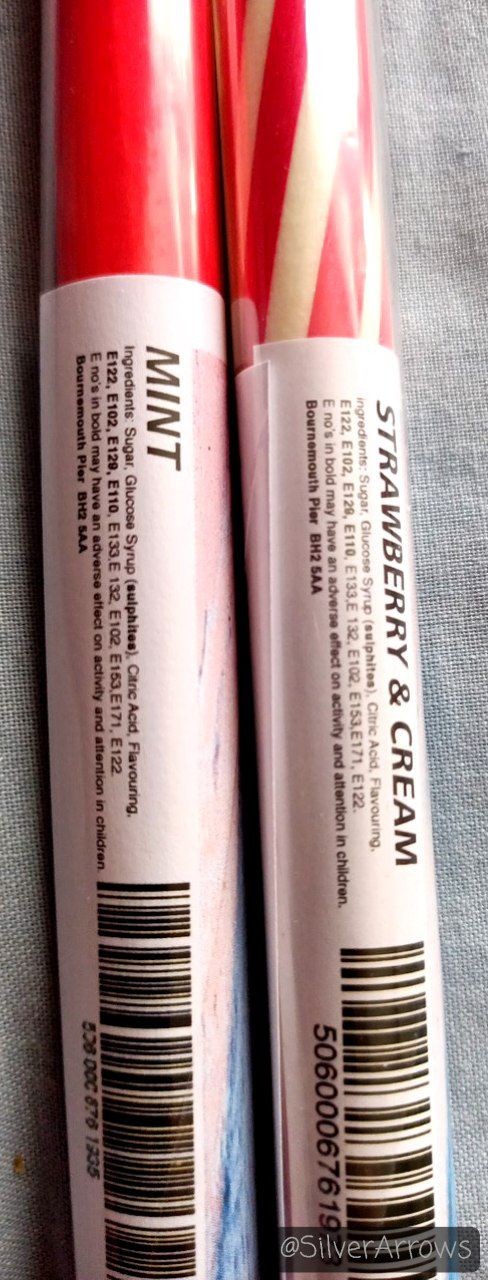 MINT
Ingredients: Sugar, Glucose Syrup (sulphites), Citric Acid, Flavouring,
E122, E102, E129, E110, E133,E 132, E102, E153,E171, E122.
E no's in bold may have an adverse effect on activity and attention in children.
Bournemouth Pier BH2 5AA
506 000 676 1935
STRAWBERRY & CREAM
Ingredients: Sugar, Glucose Syrup (sulphites), Citric Acid, Flavouring,
E122, E102, E129, E110, E133,E 132, E102, E153,E171, E122.
E no's in bold may have an adverse effect on activity and attention in children.
Bournemouth Pier BH2 5AA
@SilverArrows